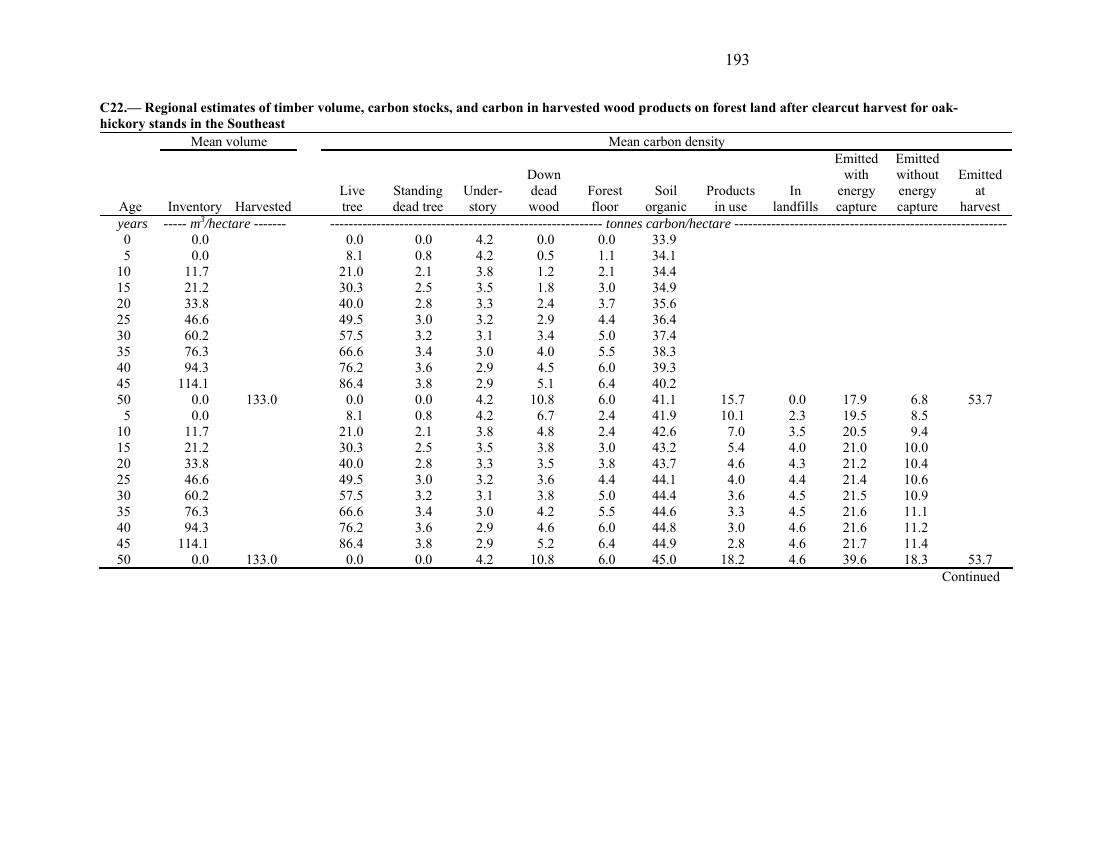 193
C22.— Regional estimates of timber volume, carbon stocks, and carbon in harvested wood products on forest land after clearcut harvest for oak-
hickory stands in the Southeast
Mean volume Mean carbon density
Emitted Emitted
Down with without Emitted
Live Standing Under- dead Forest Soil Products In energy energy at
Age Inventory Harvested tree dead tree story wood floor organic in use landfills capture capture harvest
years ----- m³/hectare ------- ---------- tonnes carbon/hectare ----------
0 0.0 0.0 0.0 4.2 0.0 0.0 33.9
5 0.0 8.1 0.8 4.2 0.5 1.1 34.1
10 11.7 21.0 2.1 3.8 1.2 2.1 34.4
15 21.2 30.3 2.5 3.5 1.8 3.0 34.9
20 33.8 40.0 2.8 3.3 2.4 3.7 35.6
25 46.6 49.5 3.0 3.2 2.9 4.4 36.4
30 60.2 57.5 3.2 3.1 3.4 5.0 37.4
35 76.3 66.6 3.4 3.0 4.0 5.5 38.3
40 94.3 76.2 3.6 2.9 4.5 6.0 39.3
45 114.1 86.4 3.8 2.9 5.1 6.4 40.2
50 0.0 133.0 0.0 0.0 4.2 10.8 6.0 41.1 15.7 0.0 17.9 6.8 53.7
5 0.0 8.1 0.8 4.2 6.7 2.4 41.9 10.1 2.3 19.5 8.5
10 11.7 21.0 2.1 3.8 4.8 2.4 42.6 7.0 3.5 20.5 9.4
15 21.2 30.3 2.5 3.5 3.8 3.0 43.2 5.4 4.0 21.0 10.0
20 33.8 40.0 2.8 3.3 3.5 3.8 43.7 4.6 4.3 21.2 10.4
25 46.6 49.5 3.0 3.2 3.6 4.4 44.1 4.0 4.4 21.4 10.6
30 60.2 57.5 3.2 3.1 3.8 5.0 44.4 3.6 4.5 21.5 10.9
35 76.3 66.6 3.4 3.0 4.2 5.5 44.6 3.3 4.5 21.6 11.1
40 94.3 76.2 3.6 2.9 4.6 6.0 44.8 3.0 4.6 21.6 11.2
45 114.1 86.4 3.8 2.9 5.2 6.4 44.9 2.8 4.6 21.7 11.4
50 0.0 133.0 0.0 0.0 4.2 10.8 6.0 45.0 18.2 4.6 39.6 18.3 53.7
Continued